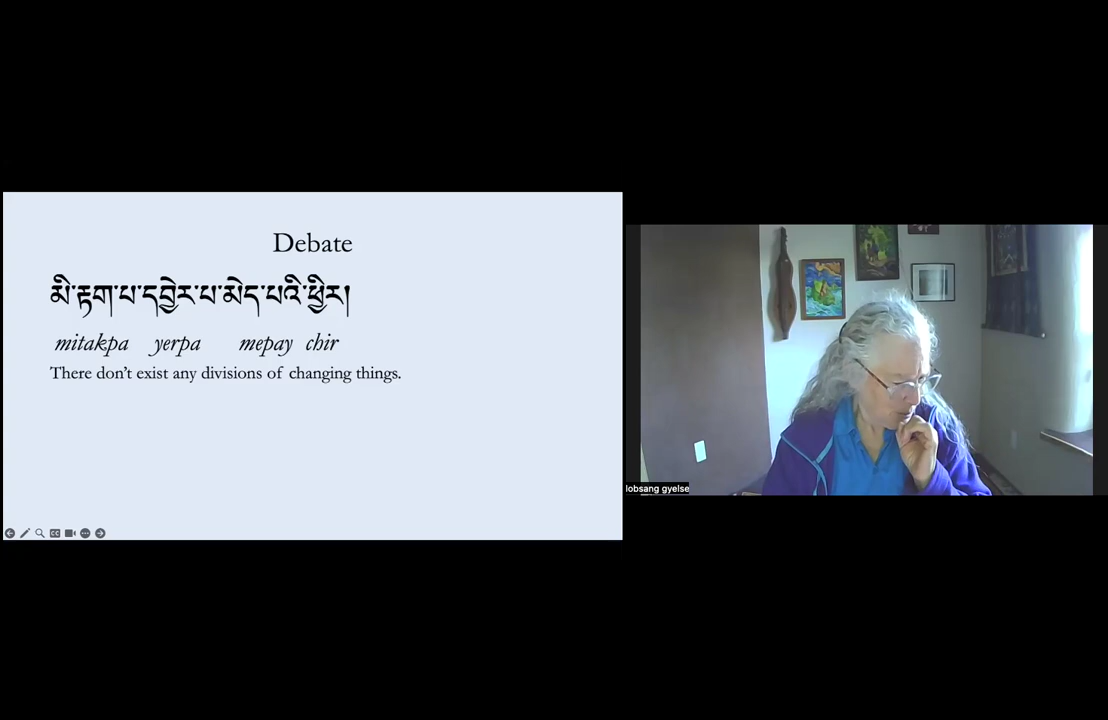 Debate
མི་རྟག་པ་དབྱེར་པ་མེད་པའི་ཕྱིར།
mitakpa yerpa mepay chir
There don't exist any divisions of changing things.
lobsang gyelse